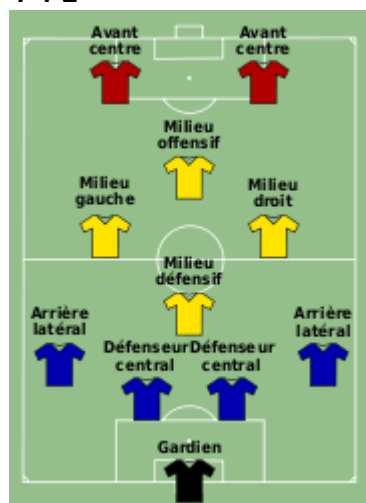 Avant
centre
Avant
centre
Milieu
offensif
Milieu
gauche
Milieu
droit
Milieu
défensif
Arrière
latéral
Arrière
latéral
Défenseur
central
Défenseur
central
Gardien